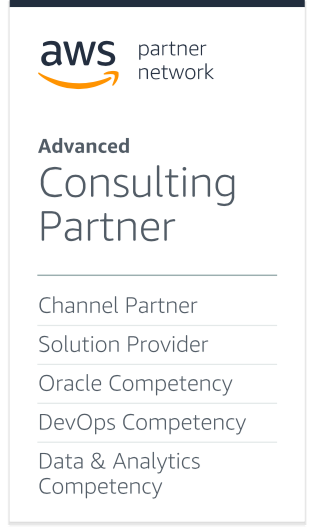 aws
partner
network
Advanced
Consulting
Partner
Channel Partner
Solution Provider
Oracle Competency
DevOps Competency
Data & Analytics
Competency